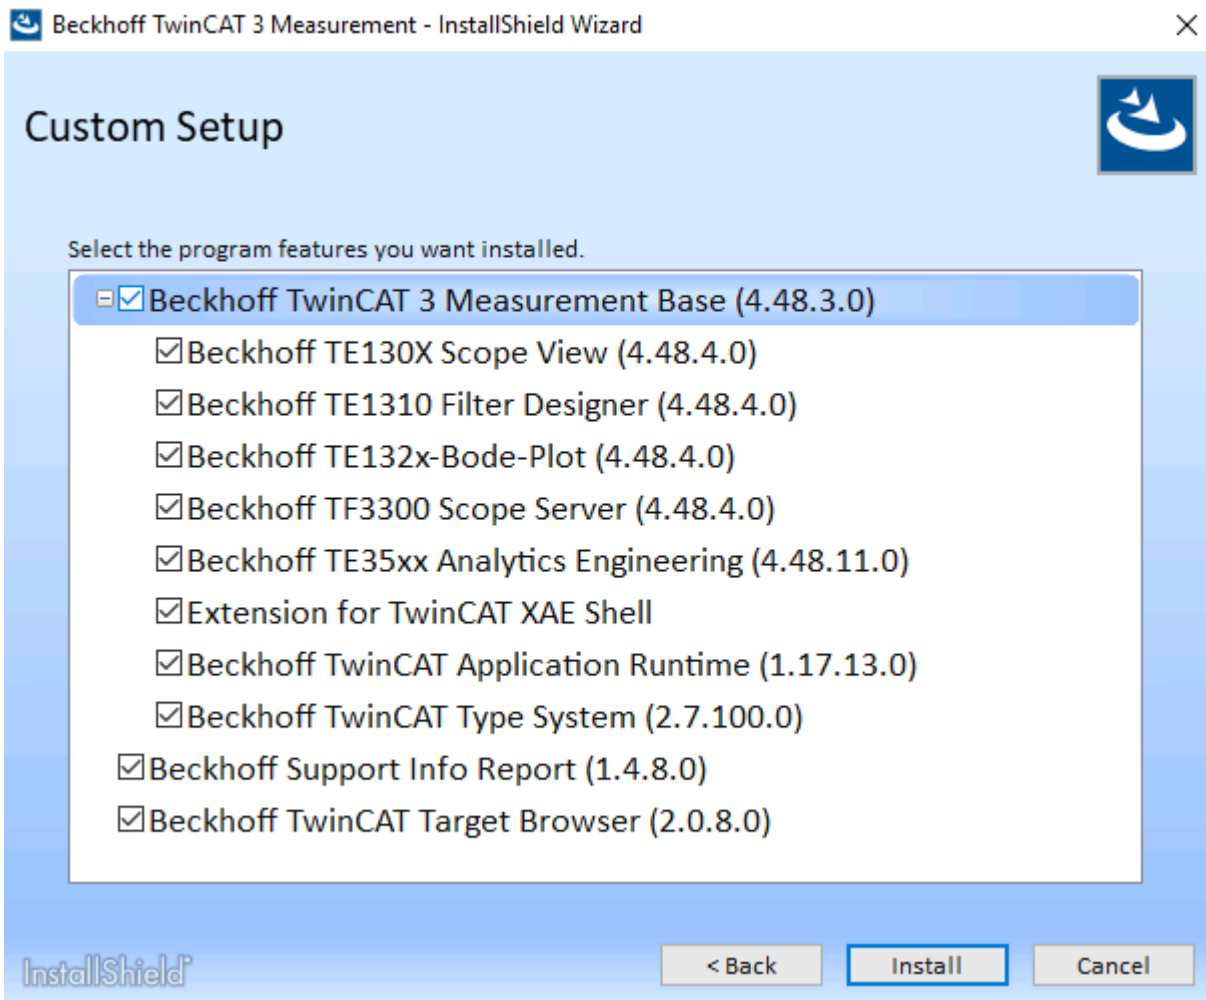 Beckhoff TwinCAT 3 Measurement - InstallShield Wizard
Custom Setup
Select the program features you want installed.
Beckhoff TwinCAT 3 Measurement Base (4.48.3.0)
Beckhoff TE130X Scope View (4.48.4.0)
Beckhoff TE1310 Filter Designer (4.48.4.0)
Beckhoff TE132x-Bode-Plot (4.48.4.0)
Beckhoff TF3300 Scope Server (4.48.4.0)
Beckhoff TE35xx Analytics Engineering (4.48.11.0)
Extension for TwinCAT XAE Shell
Beckhoff TwinCAT Application Runtime (1.17.13.0)
Beckhoff TwinCAT Type System (2.7.100.0)
Beckhoff Support Info Report (1.4.8.0)
Beckhoff TwinCAT Target Browser (2.0.8.0)
InstallShield
< Back
Install
Cancel